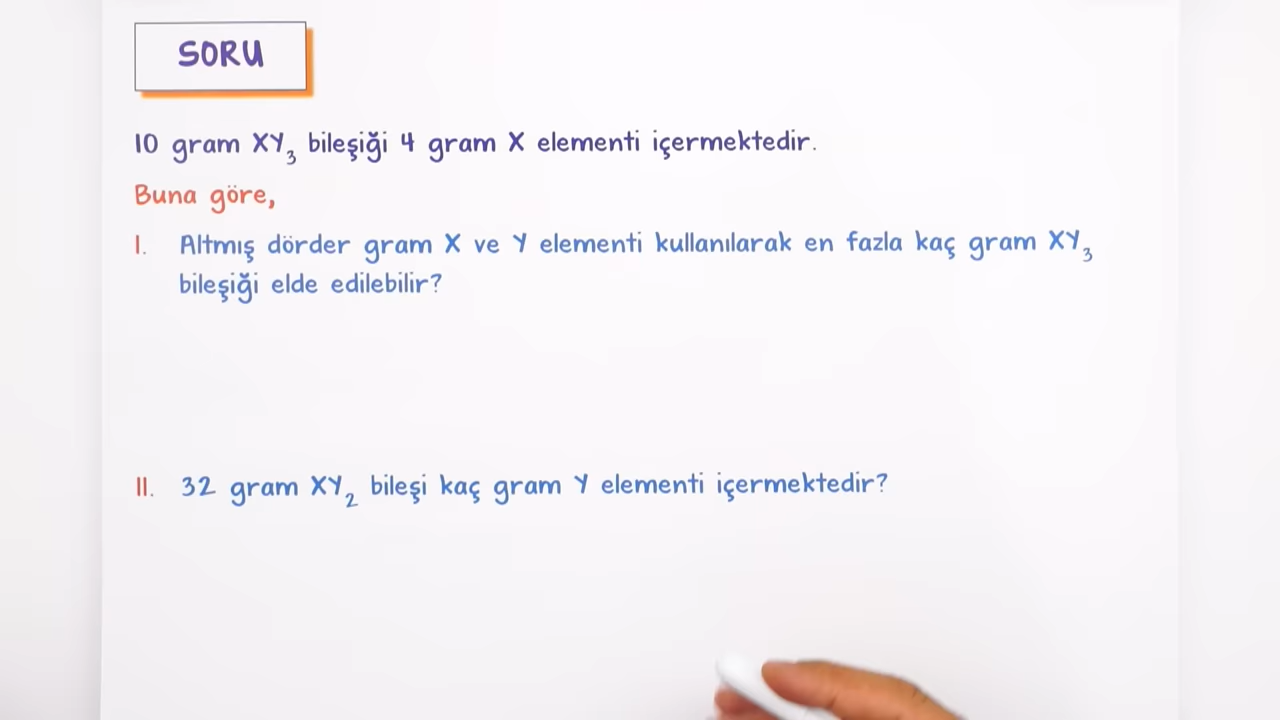 SORU
10 gram XY₃ bileşiği 4 gram X elementi içermektedir.
Buna göre,
I. Altmış dörder gram X ve Y elementi kullanılarak en fazla kaç gram XY₃
bileşiği elde edilebilir?
II. 32 gram XY₂ bileşi kaç gram Y elementi içermektedir?